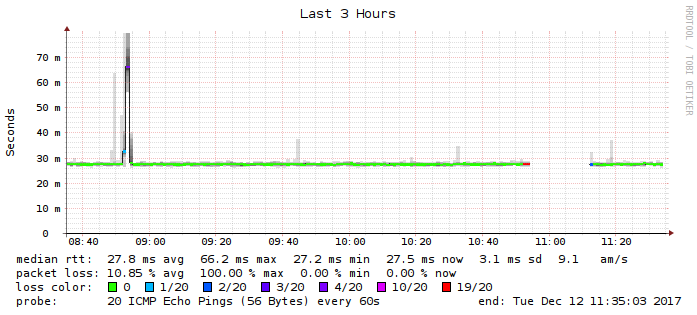 Last 3 Hours
RRDTOOL / TOBI OETIKER
Seconds
70 m
60 m
50 m
40 m
30 m
20 m
10 m
0
08:40 09:00 09:20 09:40 10:00 10:20 10:40 11:00 11:20
median rtt: 27.8 ms avg 66.2 ms max 27.2 ms min 27.5 ms now 3.1 ms sd 9.1 am/s
packet loss: 10.85 % avg 100.00 % max 0.00 % min 0.00 % now
loss color: 0 1/20 2/20 3/20 4/20 10/20 19/20
probe: 20 ICMP Echo Pings (56 Bytes) every 60s end: Tue Dec 12 11:35:03 2017